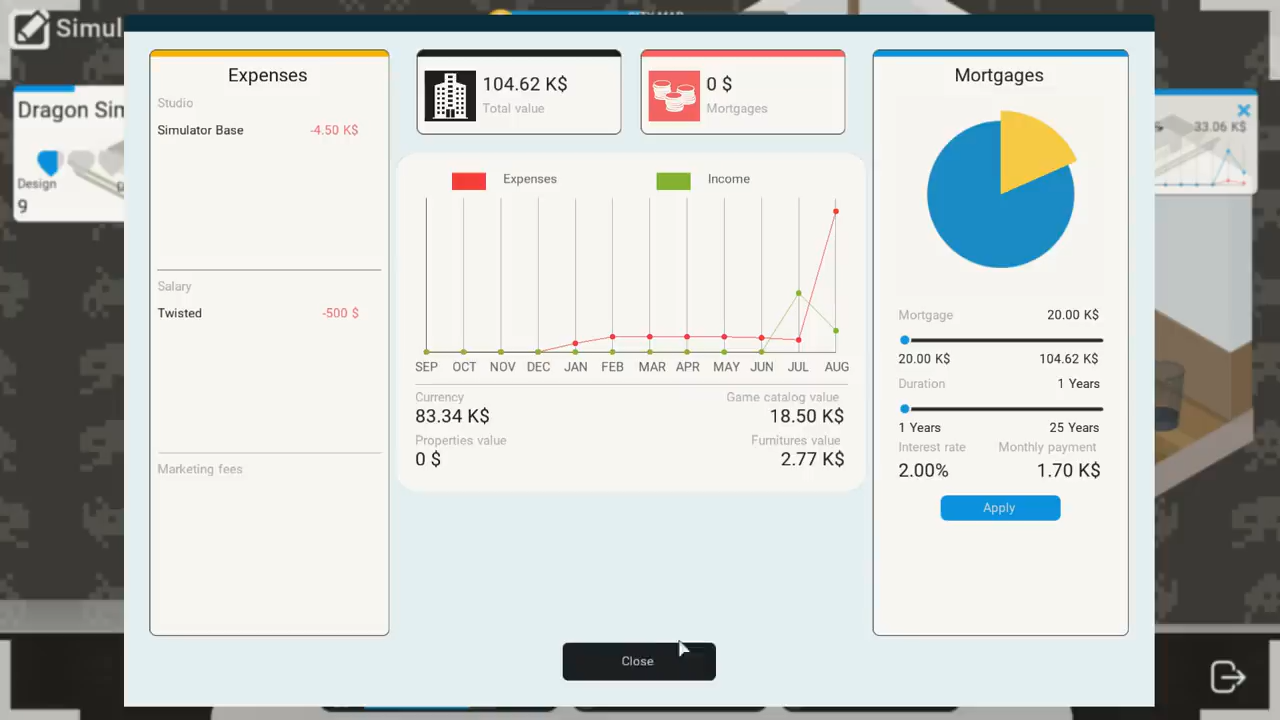 Simul
Dragon Sim
Design
9
33.06 K$
Expenses
Studio
Simulator Base -4.50 K$
Salary
Twisted -500 $
Marketing fees
104.62 K$
Total value
0 $
Mortgages
Expenses Income
SEP OCT NOV DEC JAN FEB MAR APR MAY JUN JUL AUG
Currency Game catalog value
83.34 K$ 18.50 K$
Properties value Furnitures value
0 $ 2.77 K$
Mortgages
Mortgage 20.00 K$
20.00 K$ 104.62 K$
Duration 1 Years
1 Years 25 Years
Interest rate Monthly payment
2.00% 1.70 K$
Apply
Close